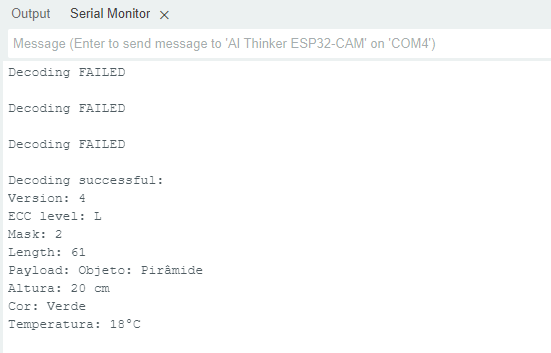 Output Serial Monitor ×
Message (Enter to send message to 'AI Thinker ESP32-CAM' on 'COM4')
Decoding FAILED
Decoding FAILED
Decoding FAILED
Decoding successful:
Version: 4
ECC level: L
Mask: 2
Length: 61
Payload: Objeto: Pirâmide
Altura: 20 cm
Cor: Verde
Temperatura: 18°C